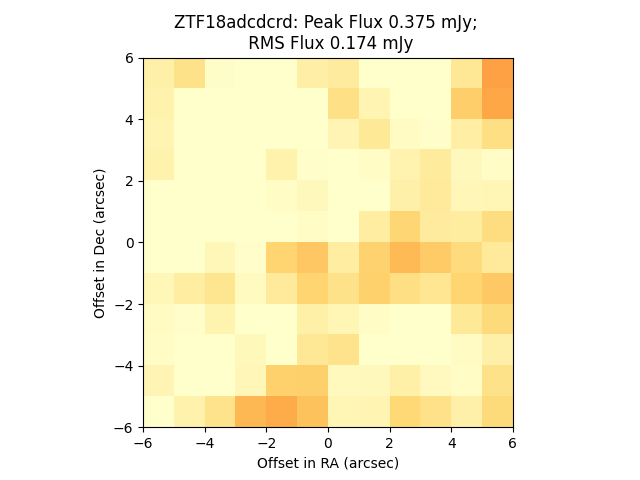 ZTF18adcdcrd: Peak Flux 0.375 mJy;
RMS Flux 0.174 mJy
6
4
2
0
−2
−4
−6
Offset in Dec (arcsec)
−6 −4 −2 0 2 4 6
Offset in RA (arcsec)